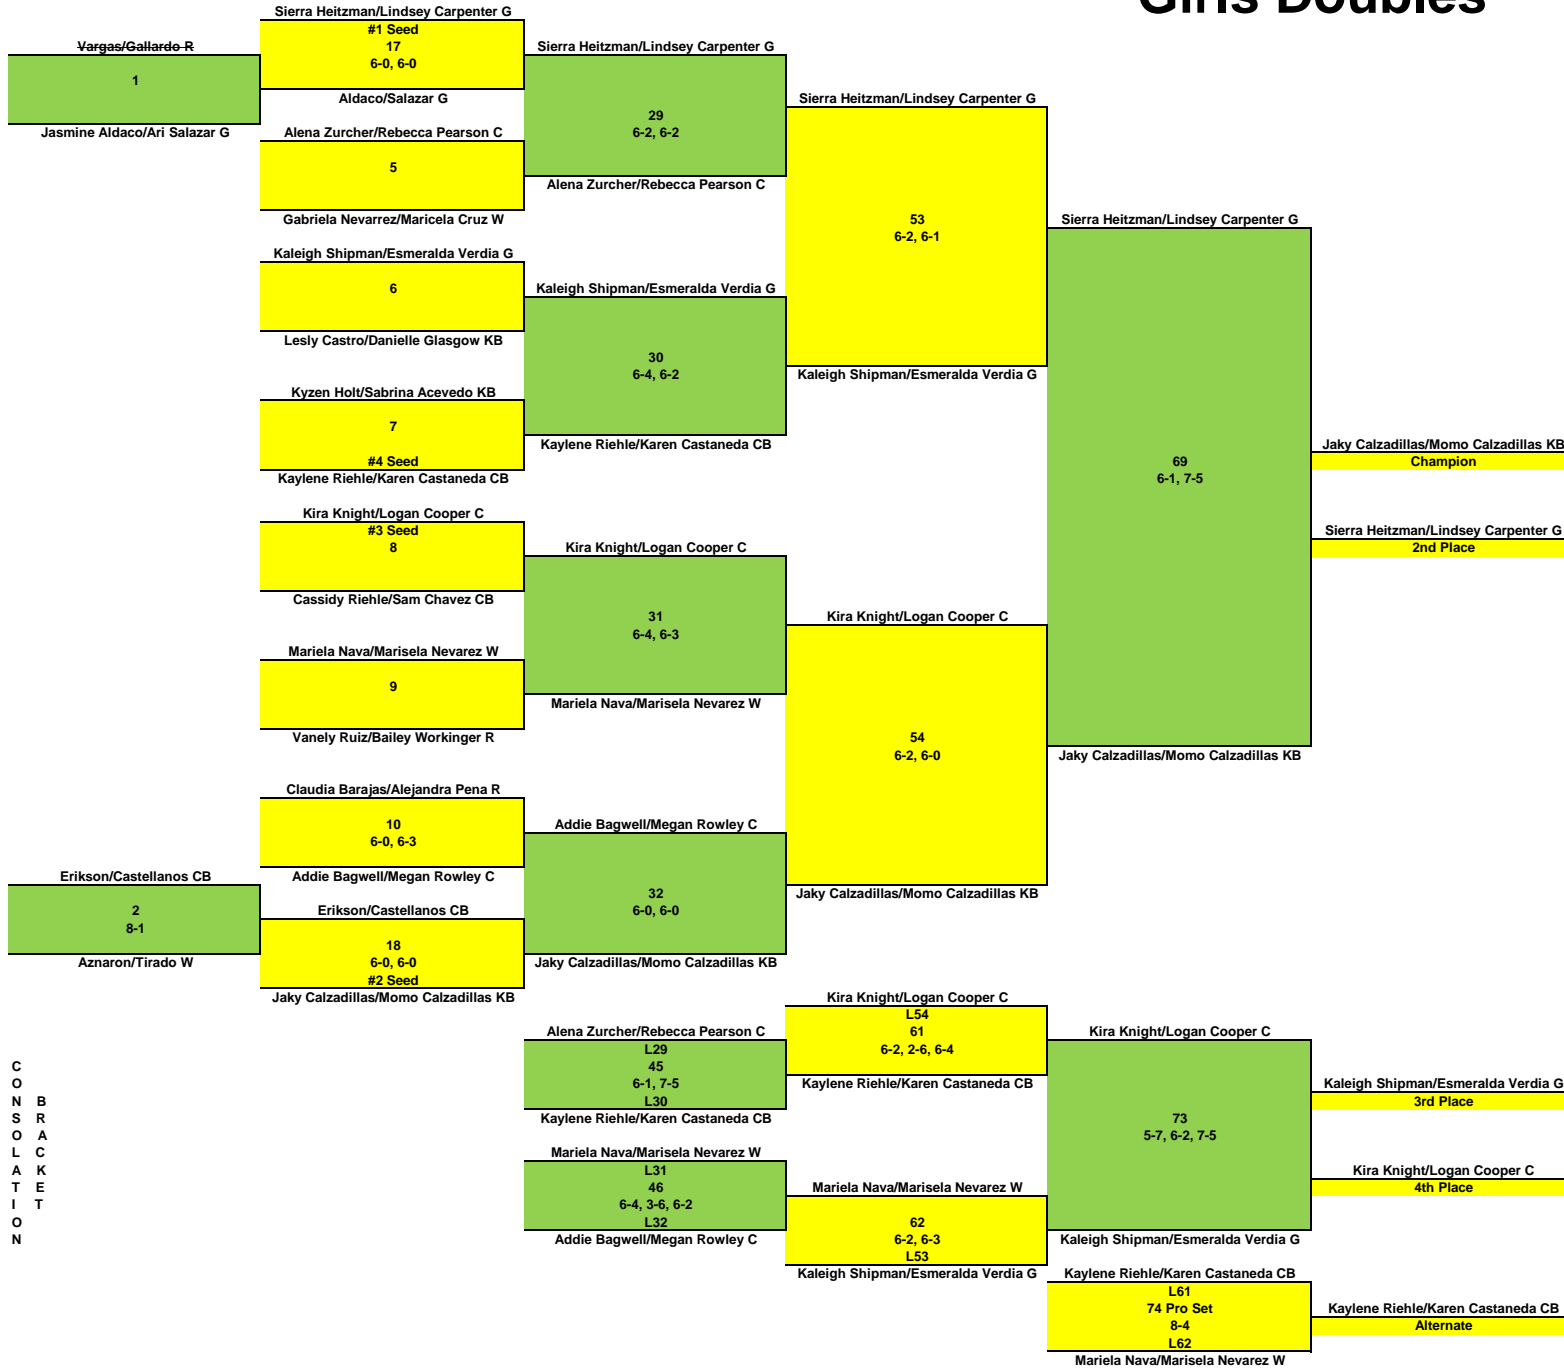 Girls Doubles
Sierra Heitzman/Lindsey Carpenter G
#1 Seed
17
6-0, 6-0
Aldaco/Salazar G
Vargas/Gallardo R
1
Jasmine Aldaco/Ari Salazar G
Alena Zurcher/Rebecca Pearson C
5
Gabriela Nevarrez/Maricela Cruz W
Kaleigh Shipman/Esmeralda Verdia G
6
Lesly Castro/Danielle Glasgow KB
Kyzen Holt/Sabrina Acevedo KB
7
#4 Seed
Kaylene Riehle/Karen Castaneda CB
Kira Knight/Logan Cooper C
#3 Seed
8
Cassidy Riehle/Sam Chavez CB
Mariela Nava/Marisela Nevarez W
9
Vanely Ruiz/Bailey Workinger R
Claudia Barajas/Alejandra Pena R
10
6-0, 6-3
Addie Bagwell/Megan Rowley C
Erikson/Castellanos CB
2
8-1
Aznaron/Tirado W
Erikson/Castellanos CB
18
6-0, 6-0
#2 Seed
Jaky Calzadillas/Momo Calzadillas KB
Sierra Heitzman/Lindsey Carpenter G
29
6-2, 6-2
Alena Zurcher/Rebecca Pearson C
Kaleigh Shipman/Esmeralda Verdia G
30
6-4, 6-2
Kaylene Riehle/Karen Castaneda CB
Kira Knight/Logan Cooper C
31
6-4, 6-3
Mariela Nava/Marisela Nevarez W
Addie Bagwell/Megan Rowley C
32
6-0, 6-0
Jaky Calzadillas/Momo Calzadillas KB
Sierra Heitzman/Lindsey Carpenter G
53
6-2, 6-1
Kaleigh Shipman/Esmeralda Verdia G
Kira Knight/Logan Cooper C
54
6-2, 6-0
Jaky Calzadillas/Momo Calzadillas KB
Sierra Heitzman/Lindsey Carpenter G
69
6-1, 7-5
Jaky Calzadillas/Momo Calzadillas KB
Jaky Calzadillas/Momo Calzadillas KB
Champion
Sierra Heitzman/Lindsey Carpenter G
2nd Place
CONSOLATION
BRACKET
Alena Zurcher/Rebecca Pearson C
L29
45
6-1, 7-5
L30
Kaylene Riehle/Karen Castaneda CB
Mariela Nava/Marisela Nevarez W
L31
46
6-4, 3-6, 6-2
L32
Addie Bagwell/Megan Rowley C
Kira Knight/Logan Cooper C
L54
61
6-2, 2-6, 6-4
Kaylene Riehle/Karen Castaneda CB
Mariela Nava/Marisela Nevarez W
62
6-2, 6-3
L53
Kaleigh Shipman/Esmeralda Verdia G
Kira Knight/Logan Cooper C
73
5-7, 6-2, 7-5
Kaleigh Shipman/Esmeralda Verdia G
Kaleigh Shipman/Esmeralda Verdia G
3rd Place
Kira Knight/Logan Cooper C
4th Place
Kaylene Riehle/Karen Castaneda CB
L61
74 Pro Set
8-4
L62
Mariela Nava/Marisela Nevarez W
Kaylene Riehle/Karen Castaneda CB
Alternate